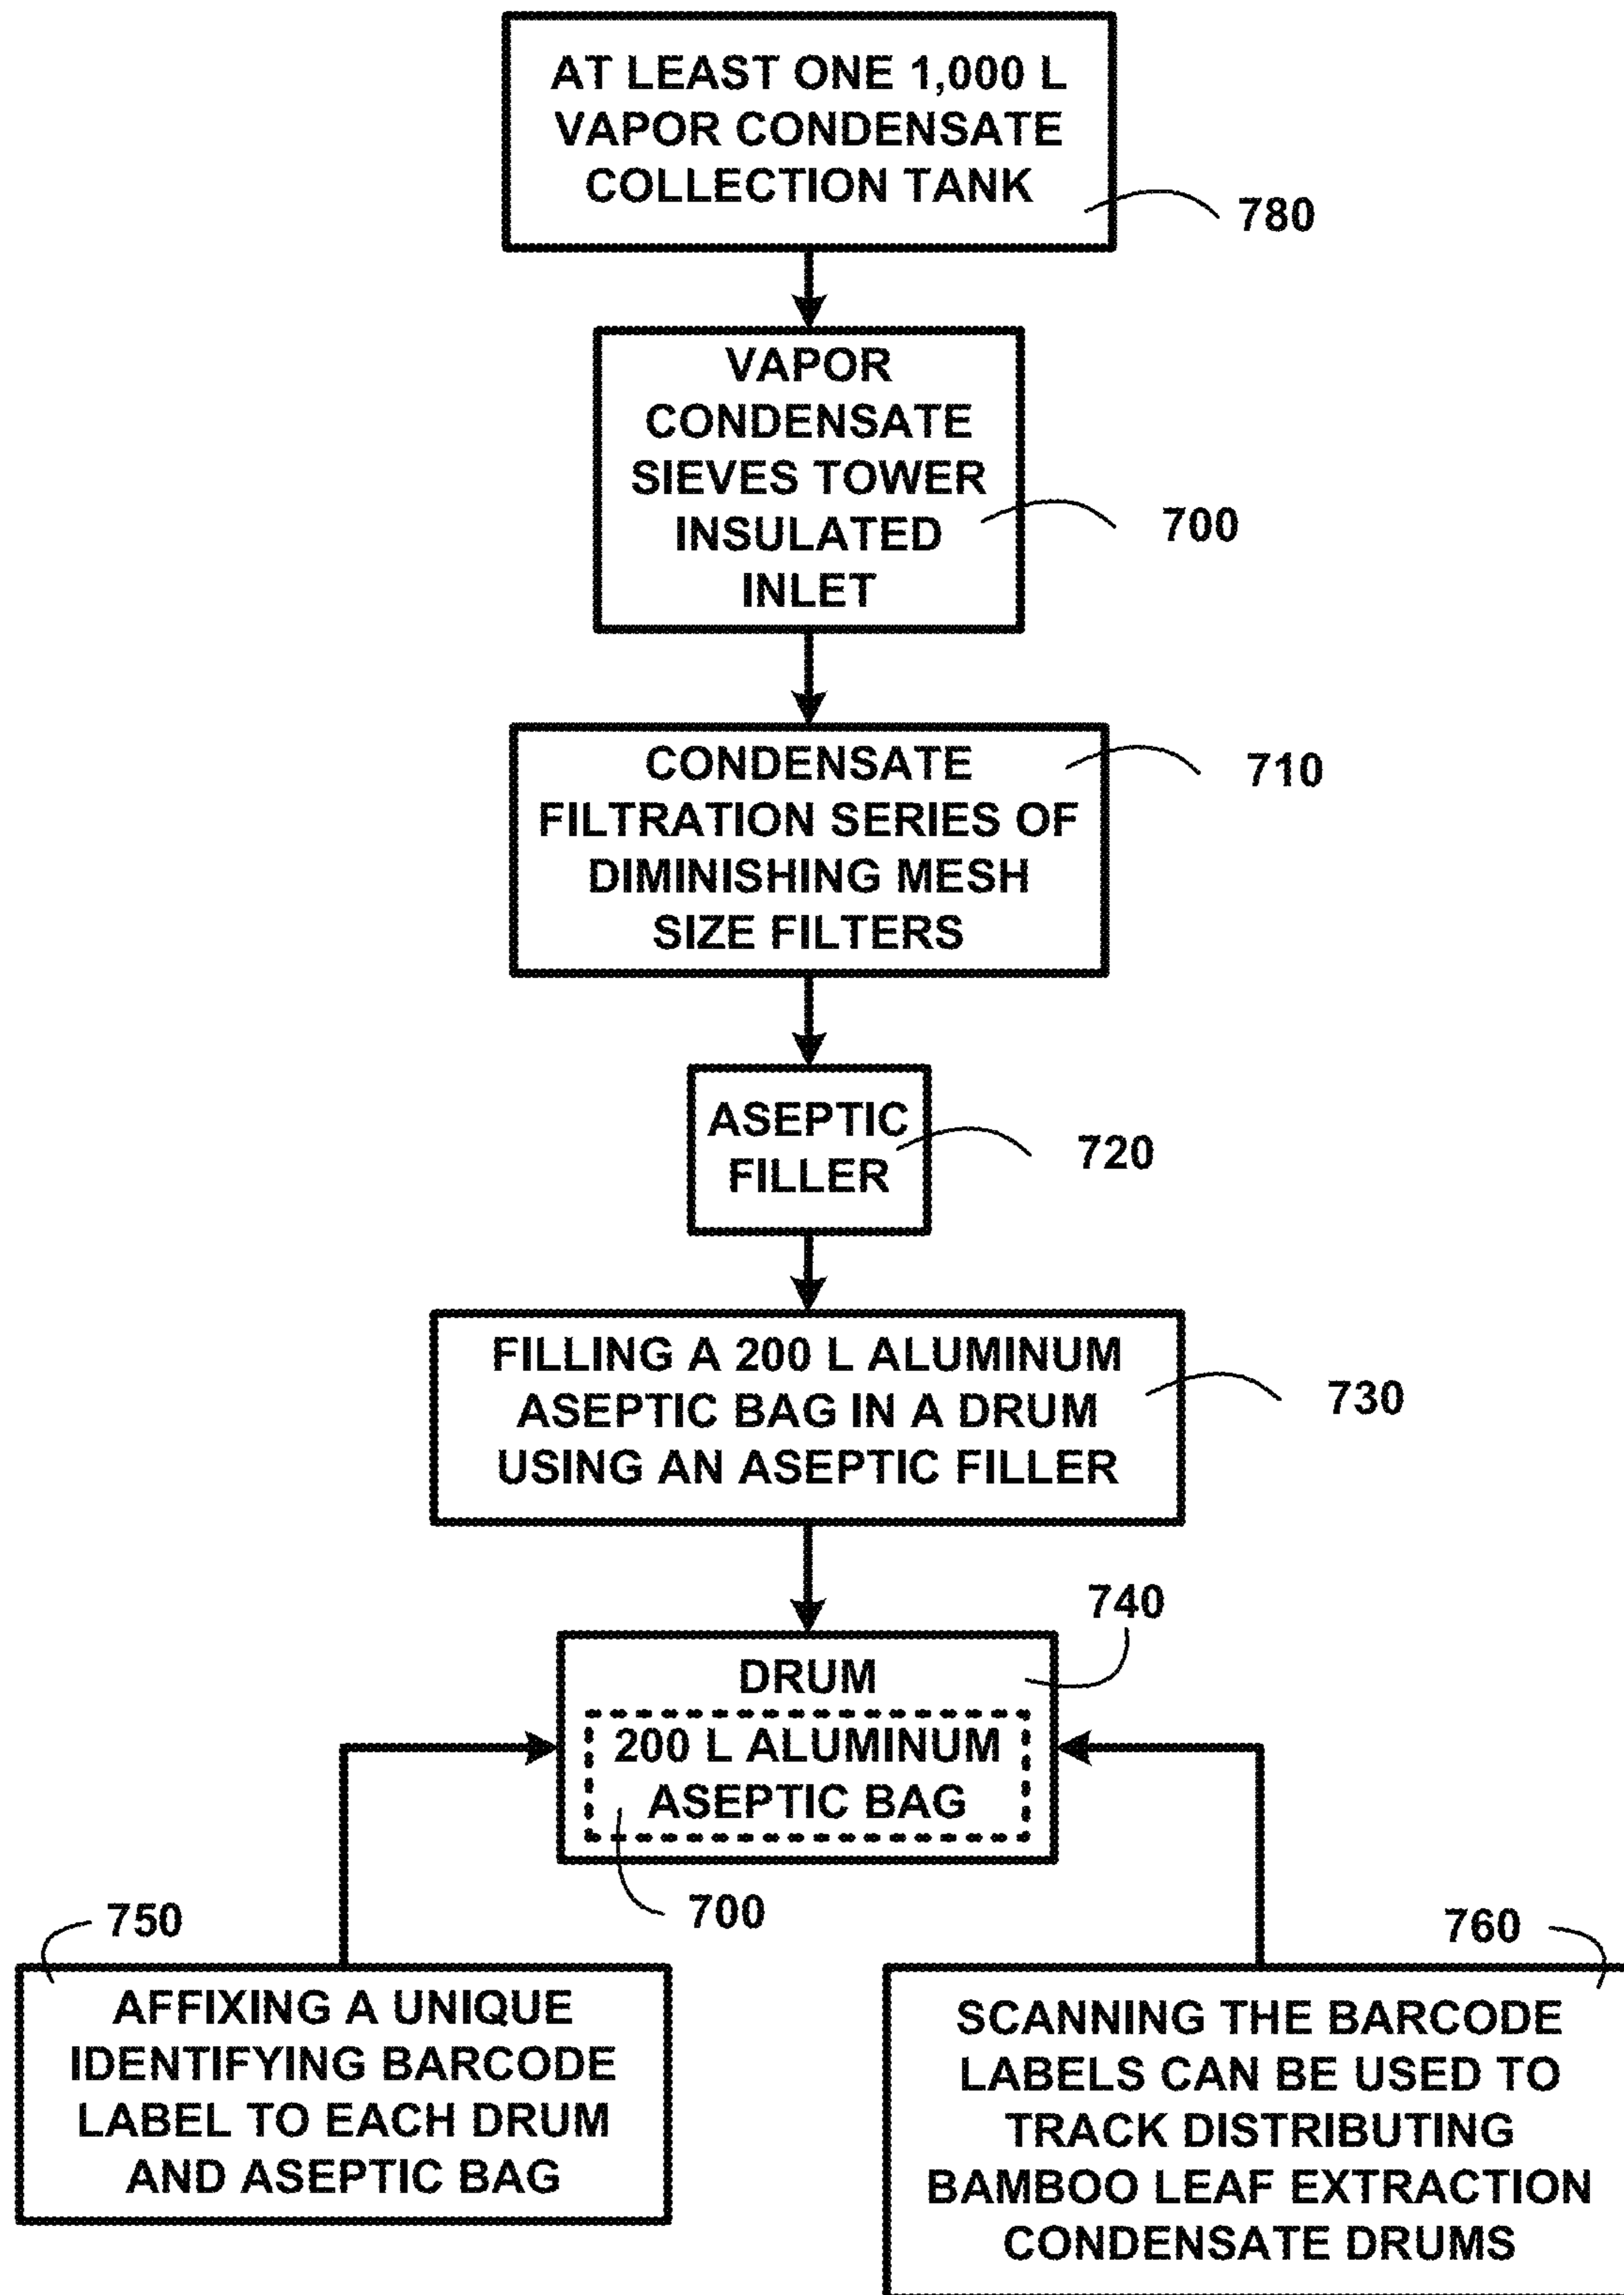 AT LEAST ONE 1,000 L
VAPOR CONDENSATE
COLLECTION TANK
780
VAPOR
CONDENSATE
SIEVES TOWER
INSULATED
INLET
700
CONDENSATE
FILTRATION SERIES OF
DIMINISHING MESH
SIZE FILTERS
710
ASEPTIC
FILLER
720
FILLING A 200 L ALUMINUM
ASEPTIC BAG IN A DRUM
USING AN ASEPTIC FILLER
730
740
DRUM
200 L ALUMINUM
ASEPTIC BAG
700
750
AFFIXING A UNIQUE
IDENTIFYING BARCODE
LABEL TO EACH DRUM
AND ASEPTIC BAG
760
SCANNING THE BARCODE
LABELS CAN BE USED TO
TRACK DISTRIBUTING
BAMBOO LEAF EXTRACTION
CONDENSATE DRUMS